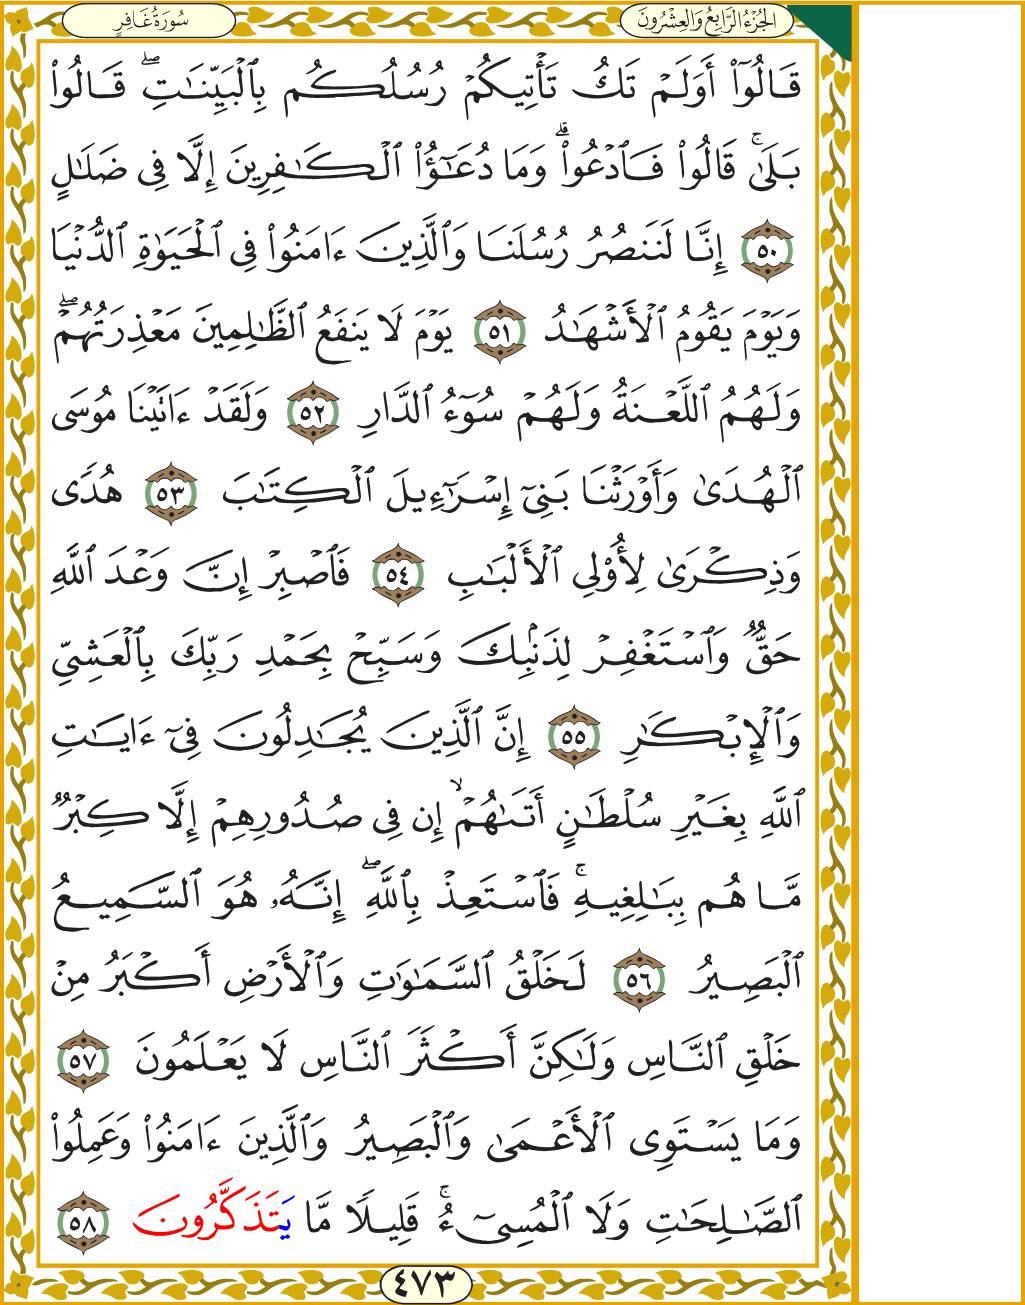 الجُزْءُ الرَّابِعُ وَالعِشْرُونَ
سُورَةُ غَافِرٍ
قَالُوٓا۟ أَوَلَمْ تَكُ تَأْتِيكُمْ رُسُلُكُم بِٱلْبَيِّنَـٰتِ ۖ قَالُوا۟
بَلَىٰ ۚ قَالُوا۟ فَٱدْعُوا۟ ۗ وَمَا دُعَـٰٓؤُا۟ ٱلْكَـٰفِرِينَ إِلَّا فِى ضَلَـٰلٍ
٥٠ إِنَّا لَنَنصُرُ رُسُلَنَا وَٱلَّذِينَ ءَامَنُوا۟ فِى ٱلْحَيَوٰةِ ٱلدُّنْيَا
وَيَوْمَ يَقُومُ ٱلْأَشْهَـٰدُ ٥١ يَوْمَ لَا يَنفَعُ ٱلظَّـٰلِمِينَ مَعْذِرَتُهُمْ ۖ
وَلَهُمُ ٱللَّعْنَةُ وَلَهُمْ سُوٓءُ ٱلدَّارِ ٥٢ وَلَقَدْ ءَاتَيْنَا مُوسَى
ٱلْهُدَىٰ وَأَوْرَثْنَا بَنِىٓ إِسْرَـٰٓءِيلَ ٱلْكِتَـٰبَ ٥٣ هُدًى
وَذِكْرَىٰ لِأُو۟لِى ٱلْأَلْبَـٰبِ ٥٤ فَٱصْبِرْ إِنَّ وَعْدَ ٱللَّهِ
حَقٌّ وَٱسْتَغْفِرْ لِذَنۢبِكَ وَسَبِّحْ بِحَمْدِ رَبِّكَ بِٱلْعَشِىِّ
وَٱلْإِبْكَـٰرِ ٥٥ إِنَّ ٱلَّذِينَ يُجَـٰدِلُونَ فِىٓ ءَايَـٰتِ
ٱللَّهِ بِغَيْرِ سُلْطَـٰنٍ أَتَىٰهُمْ ۙ إِن فِى صُدُورِهِمْ إِلَّا كِبْرٌ
مَّا هُم بِبَـٰلِغِيهِ ۚ فَٱسْتَعِذْ بِٱللَّهِ ۖ إِنَّهُۥ هُوَ ٱلسَّمِيعُ
ٱلْبَصِيرُ ٥٦ لَخَلْقُ ٱلسَّمَـٰوَٰتِ وَٱلْأَرْضِ أَكْبَرُ مِنْ
خَلْقِ ٱلنَّاسِ وَلَـٰكِنَّ أَكْثَرَ ٱلنَّاسِ لَا يَعْلَمُونَ ٥٧
وَمَا يَسْتَوِى ٱلْأَعْمَىٰ وَٱلْبَصِيرُ وَٱلَّذِينَ ءَامَنُوا۟ وَعَمِلُوا۟
ٱلصَّـٰلِحَـٰتِ وَلَا ٱلْمُسِىٓءُ ۚ قَلِيلًا مَّا يَتَذَكَّرُونَ ٥٨
٤٧٣